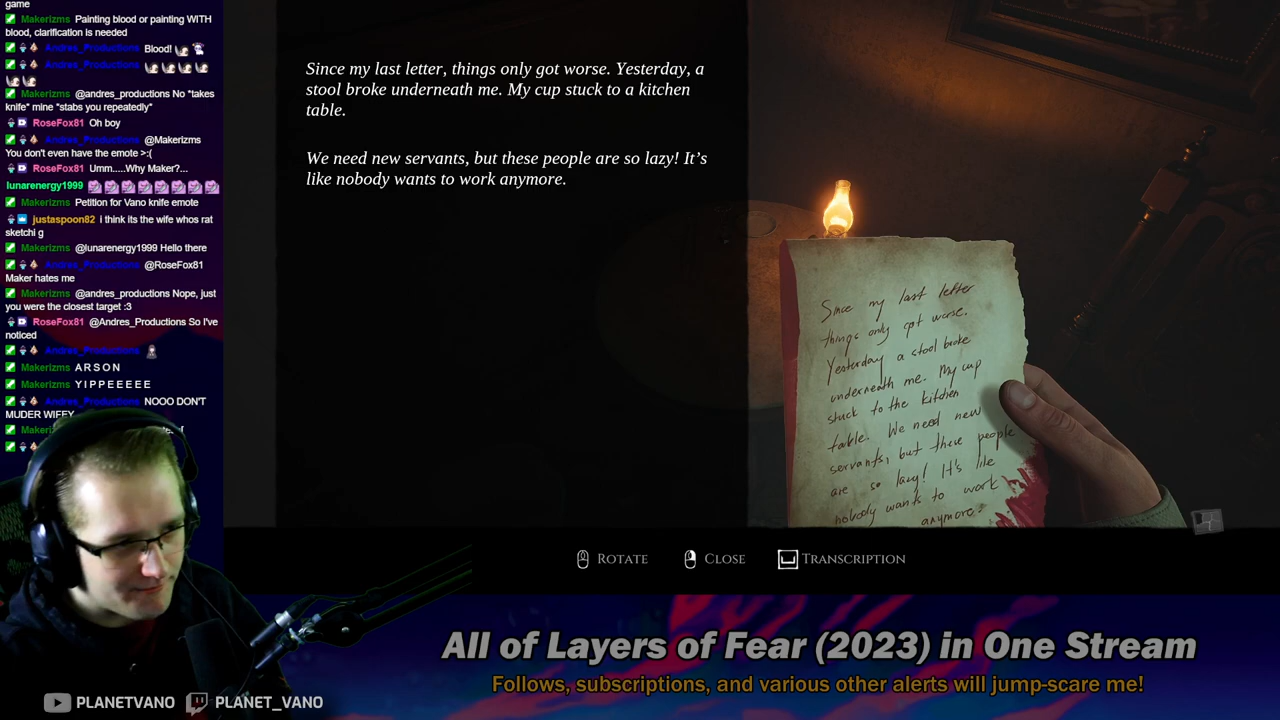 game
Makerizms Painting blood or painting WITH
blood, clarification is needed
Andres_Productions Blood!
Andres_Productions
Makerizms @andres_productions No *takes
knife* mine *stabs you repeatedly*
RoseFox81 Oh boy
Andres_Productions @Makerizms
You don't even have the emote >:(
RoseFox81 Umm.....Why Maker?...
lunarenergy1999
Makerizms Petition for Vano knife emote
justaspoon82 i think its the wife whos rat
sketchi g
Makerizms @lunarenergy1999 Hello there
Andres_Productions @RoseFox81
Maker hates me
Makerizms @andres_productions Nope, just
you were the closest target :3
RoseFox81 @Andres_Productions So I've
noticed
Andres_Productions
Makerizms A R S O N
Makerizms Y I P P E E E E E
Andres_Productions NOOO DON'T
MUDER WIFEY
Since my last letter, things only got worse. Yesterday, a
stool broke underneath me. My cup stuck to a kitchen
table.
We need new servants, but these people are so lazy! It's
like nobody wants to work anymore.
Since my last letter
things only got worse.
Yesterday a stool broke
underneath me. My cup
stuck to the kitchen
table. We need new
servants, but these people
are so lazy! It's like
nobody wants to work
anymore.
ROTATE
CLOSE
TRANSCRIPTION
All of Layers of Fear (2023) in One Stream
Follows, subscriptions, and various other alerts will jump-scare me!
PLANETVANO
PLANET_VANO